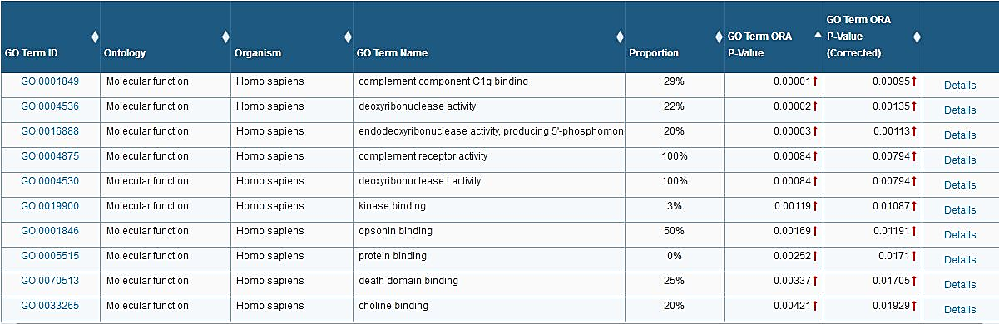 GO Term ID Ontology Organism GO Term Name Proportion GO Term ORA P-Value GO Term ORA P-Value (Corrected)
GO:0001849 Molecular function Homo sapiens complement component C1q binding 29% 0.00001 0.00095 Details
GO:0004536 Molecular function Homo sapiens deoxyribonuclease activity 22% 0.00002 0.00135 Details
GO:0016888 Molecular function Homo sapiens endodeoxyribonuclease activity, producing 5'-phosphomon 20% 0.00003 0.00113 Details
GO:0004875 Molecular function Homo sapiens complement receptor activity 100% 0.00084 0.00794 Details
GO:0004530 Molecular function Homo sapiens deoxyribonuclease I activity 100% 0.00084 0.00794 Details
GO:0019900 Molecular function Homo sapiens kinase binding 3% 0.00119 0.01087 Details
GO:0001846 Molecular function Homo sapiens opsonin binding 50% 0.00169 0.01191 Details
GO:0005515 Molecular function Homo sapiens protein binding 0% 0.00252 0.0171 Details
GO:0070513 Molecular function Homo sapiens death domain binding 25% 0.00337 0.01705 Details
GO:0033265 Molecular function Homo sapiens choline binding 20% 0.00421 0.01929 Details